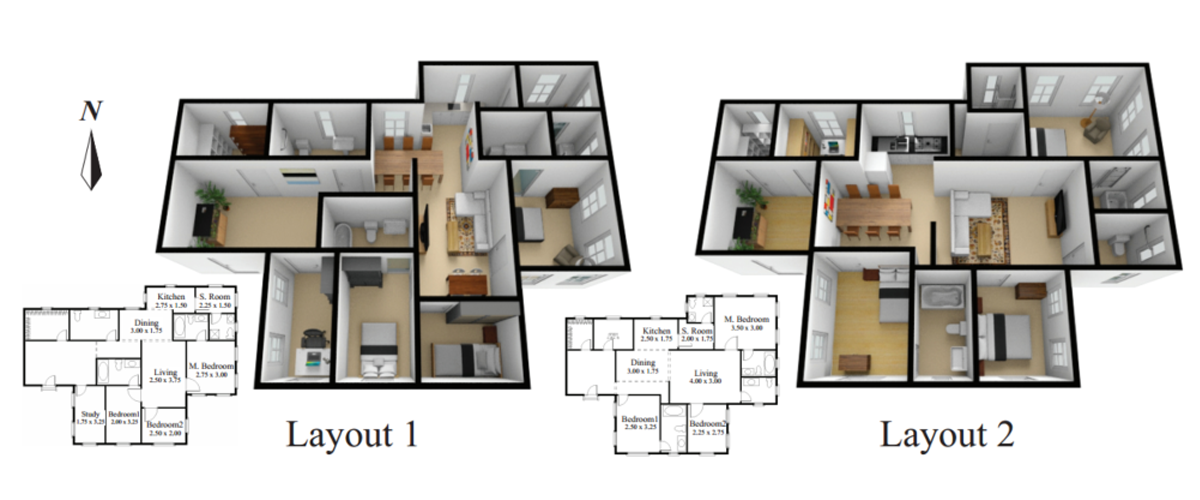 N
Kitchen
2.75 x 1.50
S. Room
2.25 x 1.50
Dining
3.00 x 1.75
Living
2.50 x 3.75
M. Bedroom
2.75 x 3.00
Study
1.75 x 3.25
Bedroom1
2.00 x 3.25
Bedroom2
2.50 x 2.00
Layout 1
M. Bedroom
3.50 x 3.00
Kitchen
2.50 x 1.75
S. Room
2.00 x 1.75
Dining
3.00 x 1.75
Living
4.00 x 3.00
Bedroom1
2.50 x 3.25
Bedroom2
2.25 x 2.75
Layout 2